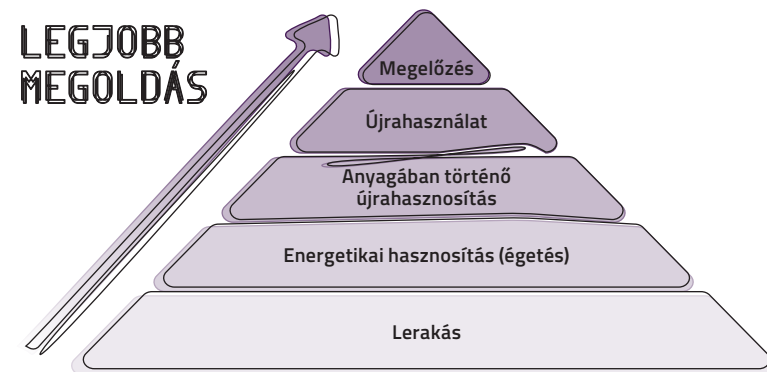 LEGJOBB
MEGOLDÁS
Megelőzés
Újrahasználat
Anyagában történő
újrahasznosítás
Energetikai hasznosítás (égetés)
Lerakás